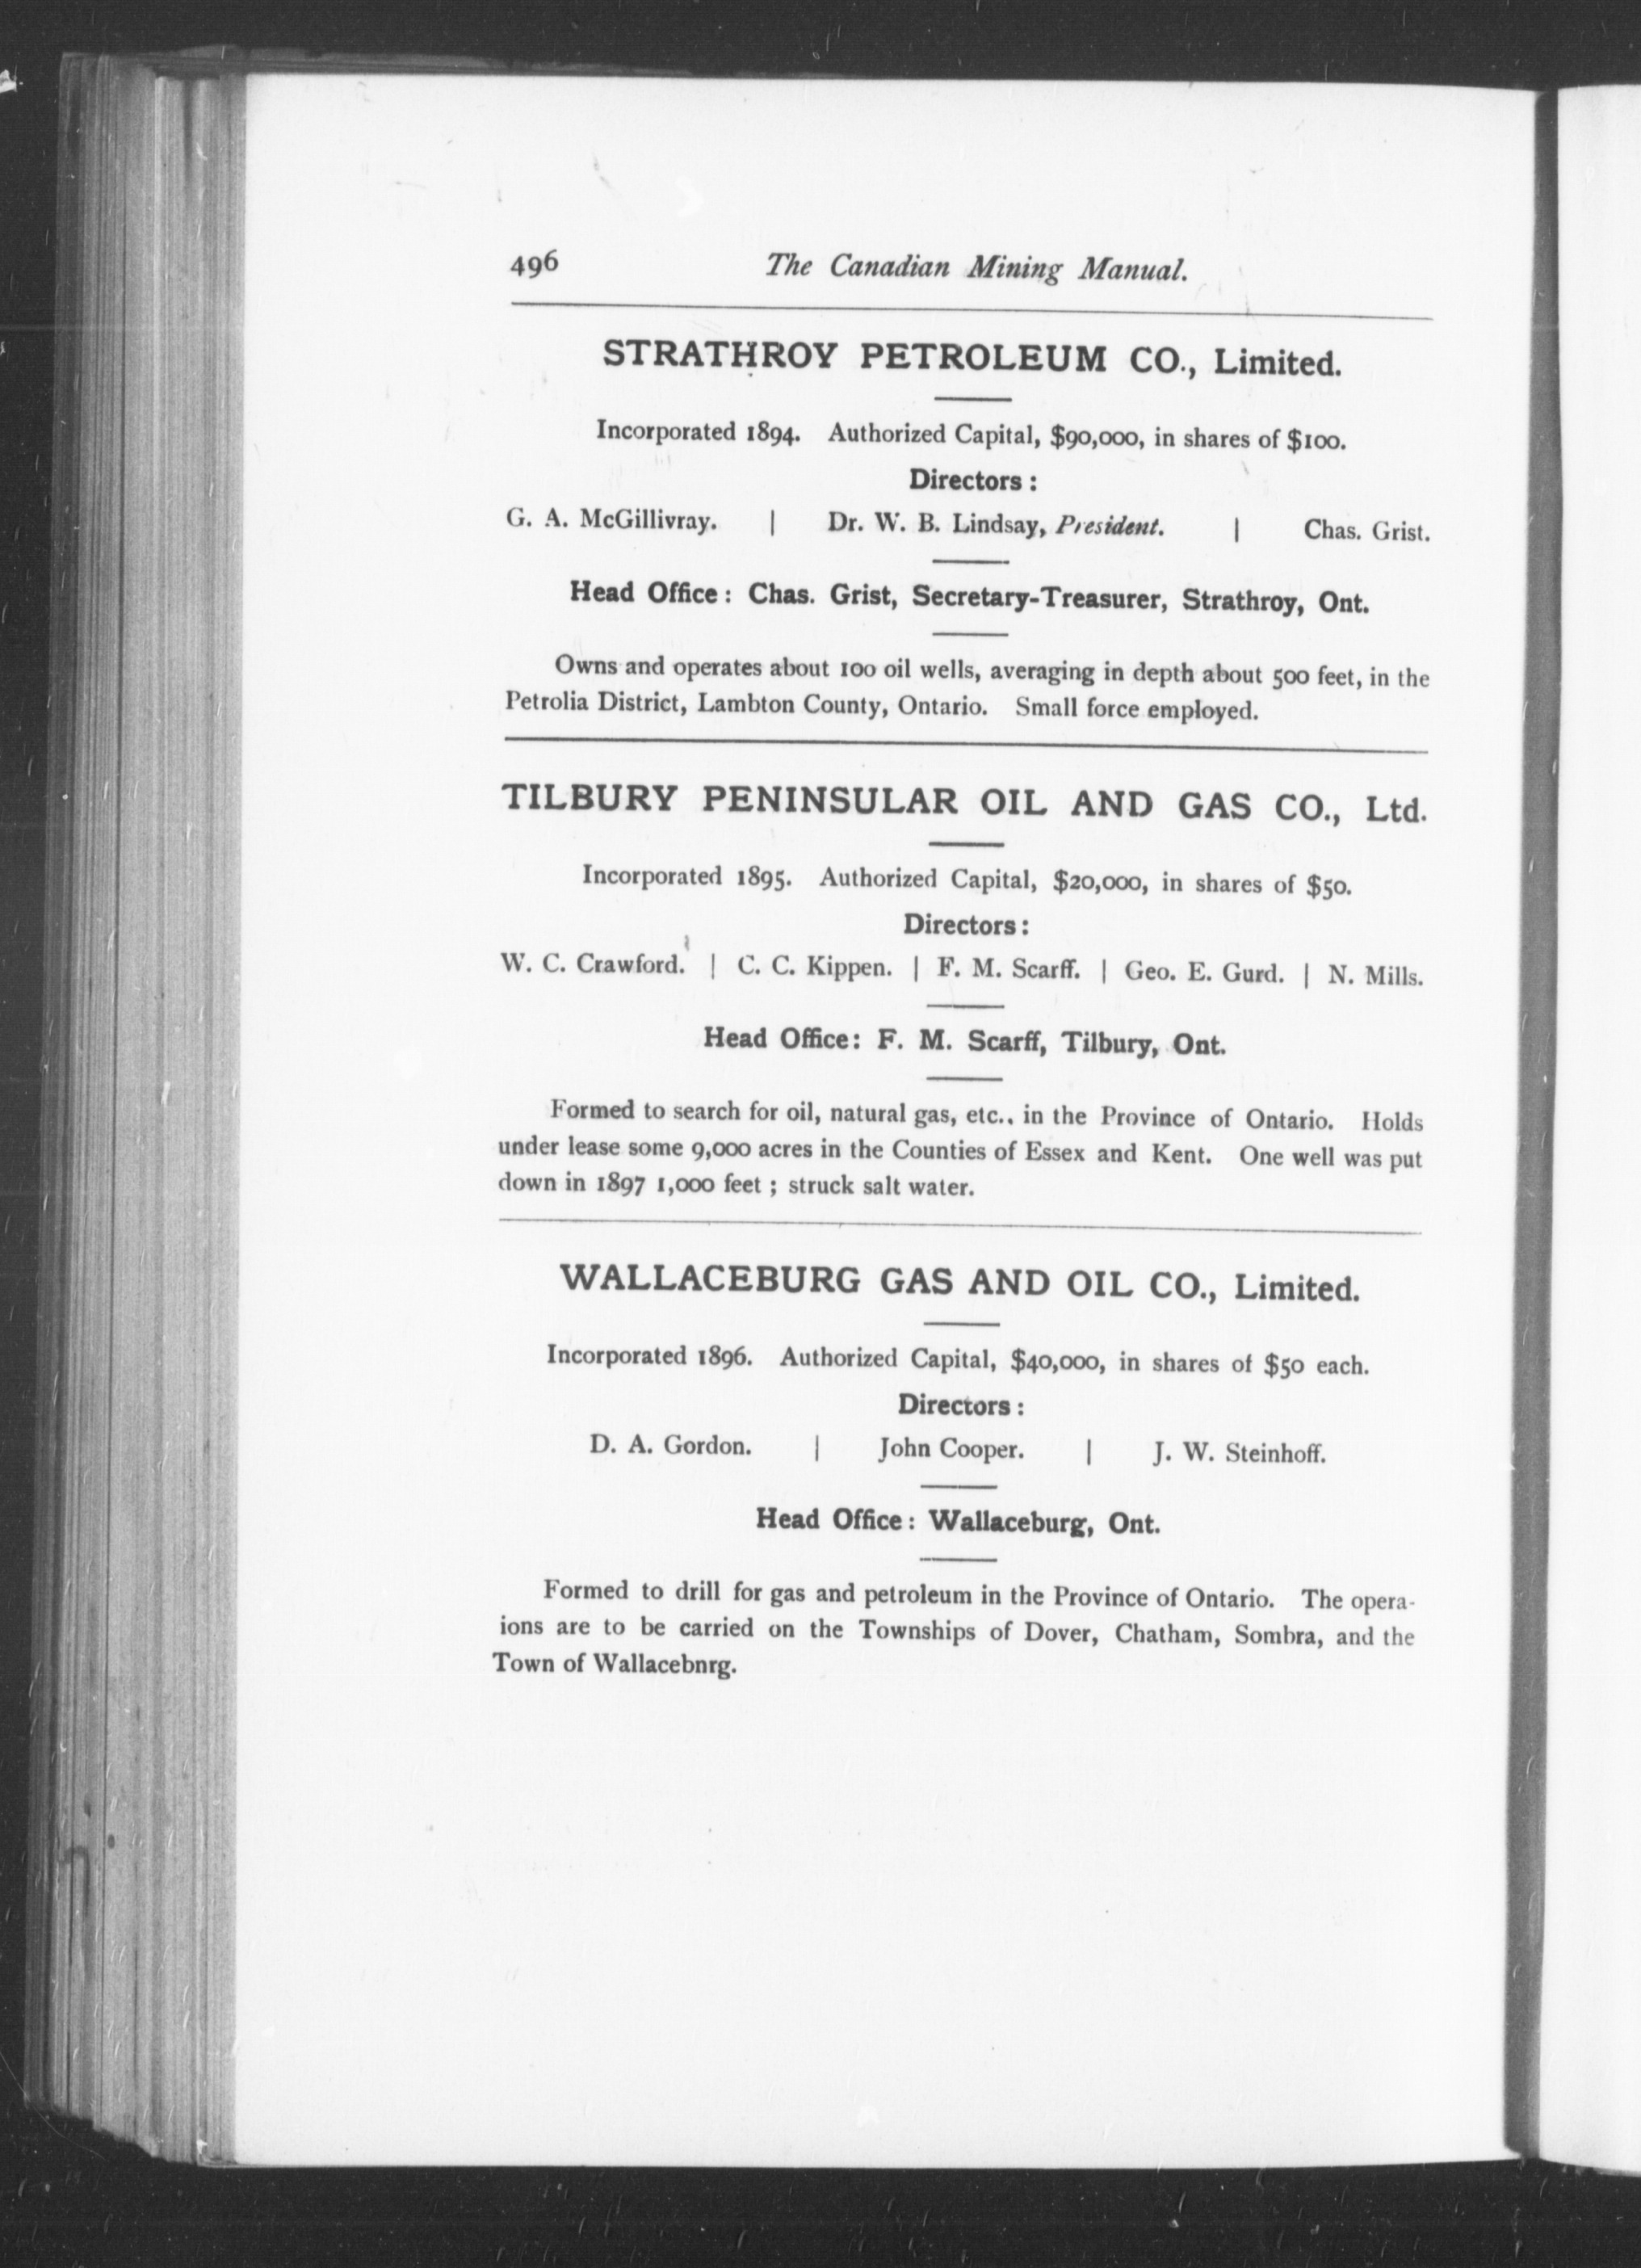 496 The Canadian Mining Manual.
STRATHROY PETROLEUM CO., Limited.
Incorporated 1894. Authorized Capital, $90,000, in shares of $100.
Directors :
G. A. McGillivray. | Dr. W. B. Lindsay, President. | Chas. Grist.
Head Office : Chas. Grist, Secretary-Treasurer, Strathroy, Ont.
Owns and operates about 100 oil wells, averaging in depth about 500 feet, in the
Petrolia District, Lambton County, Ontario. Small force employed.
TILBURY PENINSULAR OIL AND GAS CO., Ltd.
Incorporated 1895. Authorized Capital, $20,000, in shares of $50.
Directors :
W. C. Crawford. | C. C. Kippen. | F. M. Scarff. | Geo. E. Gurd. | N. Mills.
Head Office : F. M. Scarff, Tilbury, Ont.
Formed to search for oil, natural gas, etc., in the Province of Ontario. Holds
under lease some 9,000 acres in the Counties of Essex and Kent. One well was put
down in 1897 1,000 feet ; struck salt water.
WALLACEBURG GAS AND OIL CO., Limited.
Incorporated 1896. Authorized Capital, $40,000, in shares of $50 each.
Directors :
D. A. Gordon. | John Cooper. | J. W. Steinhoff.
Head Office : Wallaceburg, Ont.
Formed to drill for gas and petroleum in the Province of Ontario. The opera-
ions are to be carried on the Townships of Dover, Chatham, Sombra, and the
Town of Wallacebnrg.